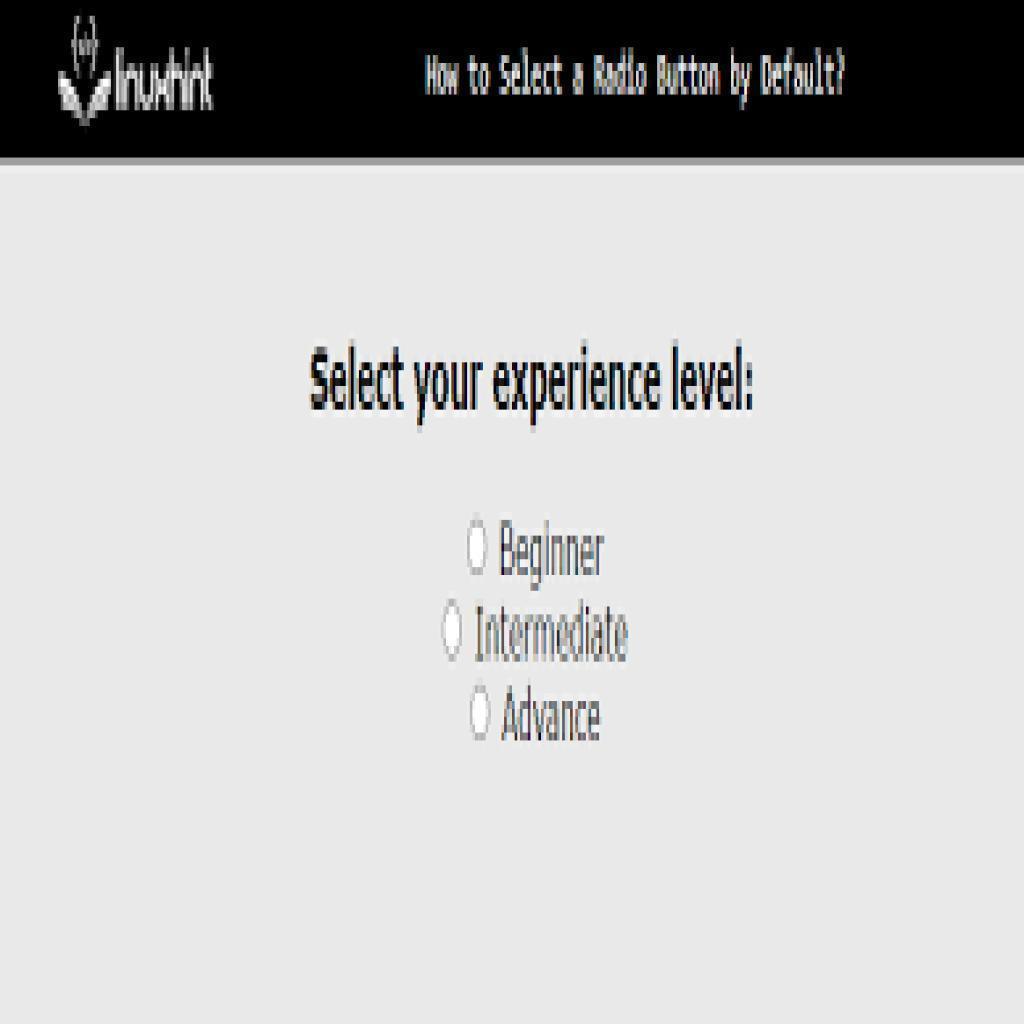 linuxhint
How to Select a Radio Button by Default?
Select your experience level:
Beginner
Intermediate
Advance